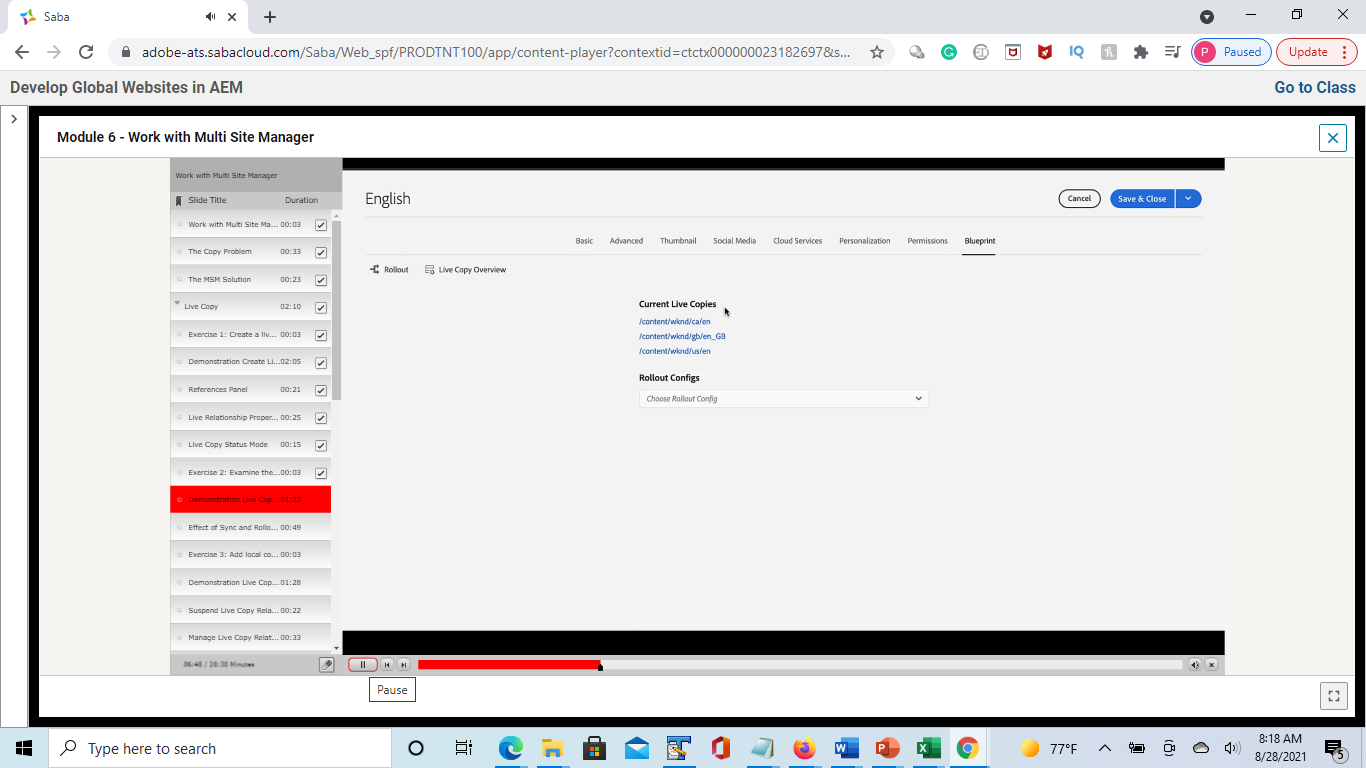 Saba
adobe-ats.sabacloud.com/Saba/Web_spf/PRODTNT100/app/content-player?contextid=ctctx000000023182697&s...
P Paused
Update
Develop Global Websites in AEM
Go to Class
Module 6 - Work with Multi Site Manager
Work with Multi Site Manager
Slide Title Duration
Work with Multi Site Ma... 00:03
The Copy Problem 00:33
The MSM Solution 00:23
Live Copy 02:10
Exercise 1: Create a liv... 00:03
Demonstration Create Li... 02:05
References Panel 00:21
Live Relationship Proper... 00:25
Live Copy Status Mode 00:15
Exercise 2: Examine the... 00:03
Demonstration Live Cop... 01:22
Effect of Sync and Rollo... 00:49
Exercise 3: Add local co... 00:03
Demonstration Live Cop... 01:28
Suspend Live Copy Rela... 00:22
Manage Live Copy Relat... 00:33
06:48 / 28:30 Minutes
English
Cancel
Save & Close
Basic Advanced Thumbnail Social Media Cloud Services Personalization Permissions Blueprint
Rollout Live Copy Overview
Current Live Copies
/content/wknd/ca/en
/content/wknd/gb/en_GB
/content/wknd/us/en
Rollout Configs
Choose Rollout Config
Pause
Type here to search
77°F
8:18 AM
8/28/2021
5